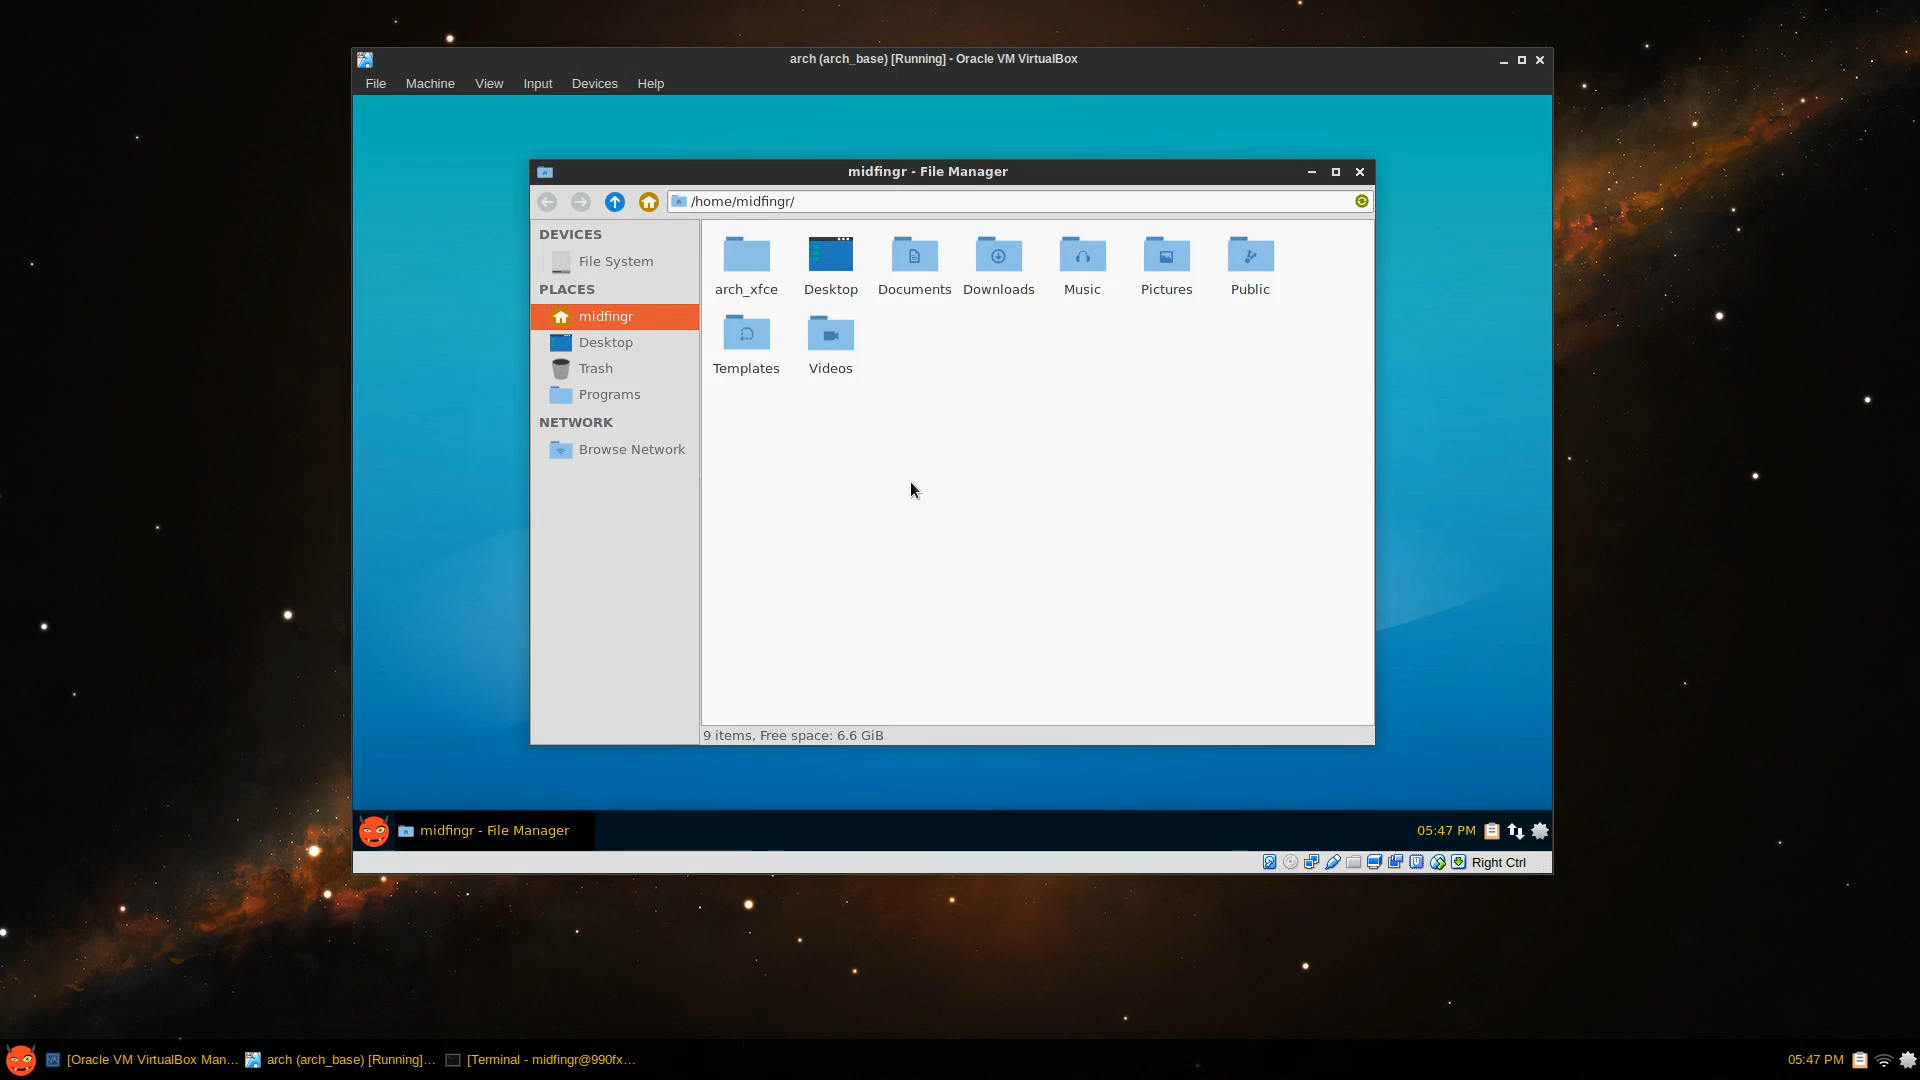 arch (arch_base) [Running] - Oracle VM VirtualBox
File Machine View Input Devices Help
midfingr - File Manager
/home/midfingr/
DEVICES
File System
PLACES
midfingr
Desktop
Trash
Programs
NETWORK
Browse Network
arch_xfce Desktop Documents Downloads Music Pictures Public
Templates Videos
9 items, Free space: 6.6 GiB
midfingr - File Manager 05:47 PM
Right Ctrl
[Oracle VM VirtualBox Man... arch (arch_base) [Running]... [Terminal - midfingr@990fx... 05:47 PM